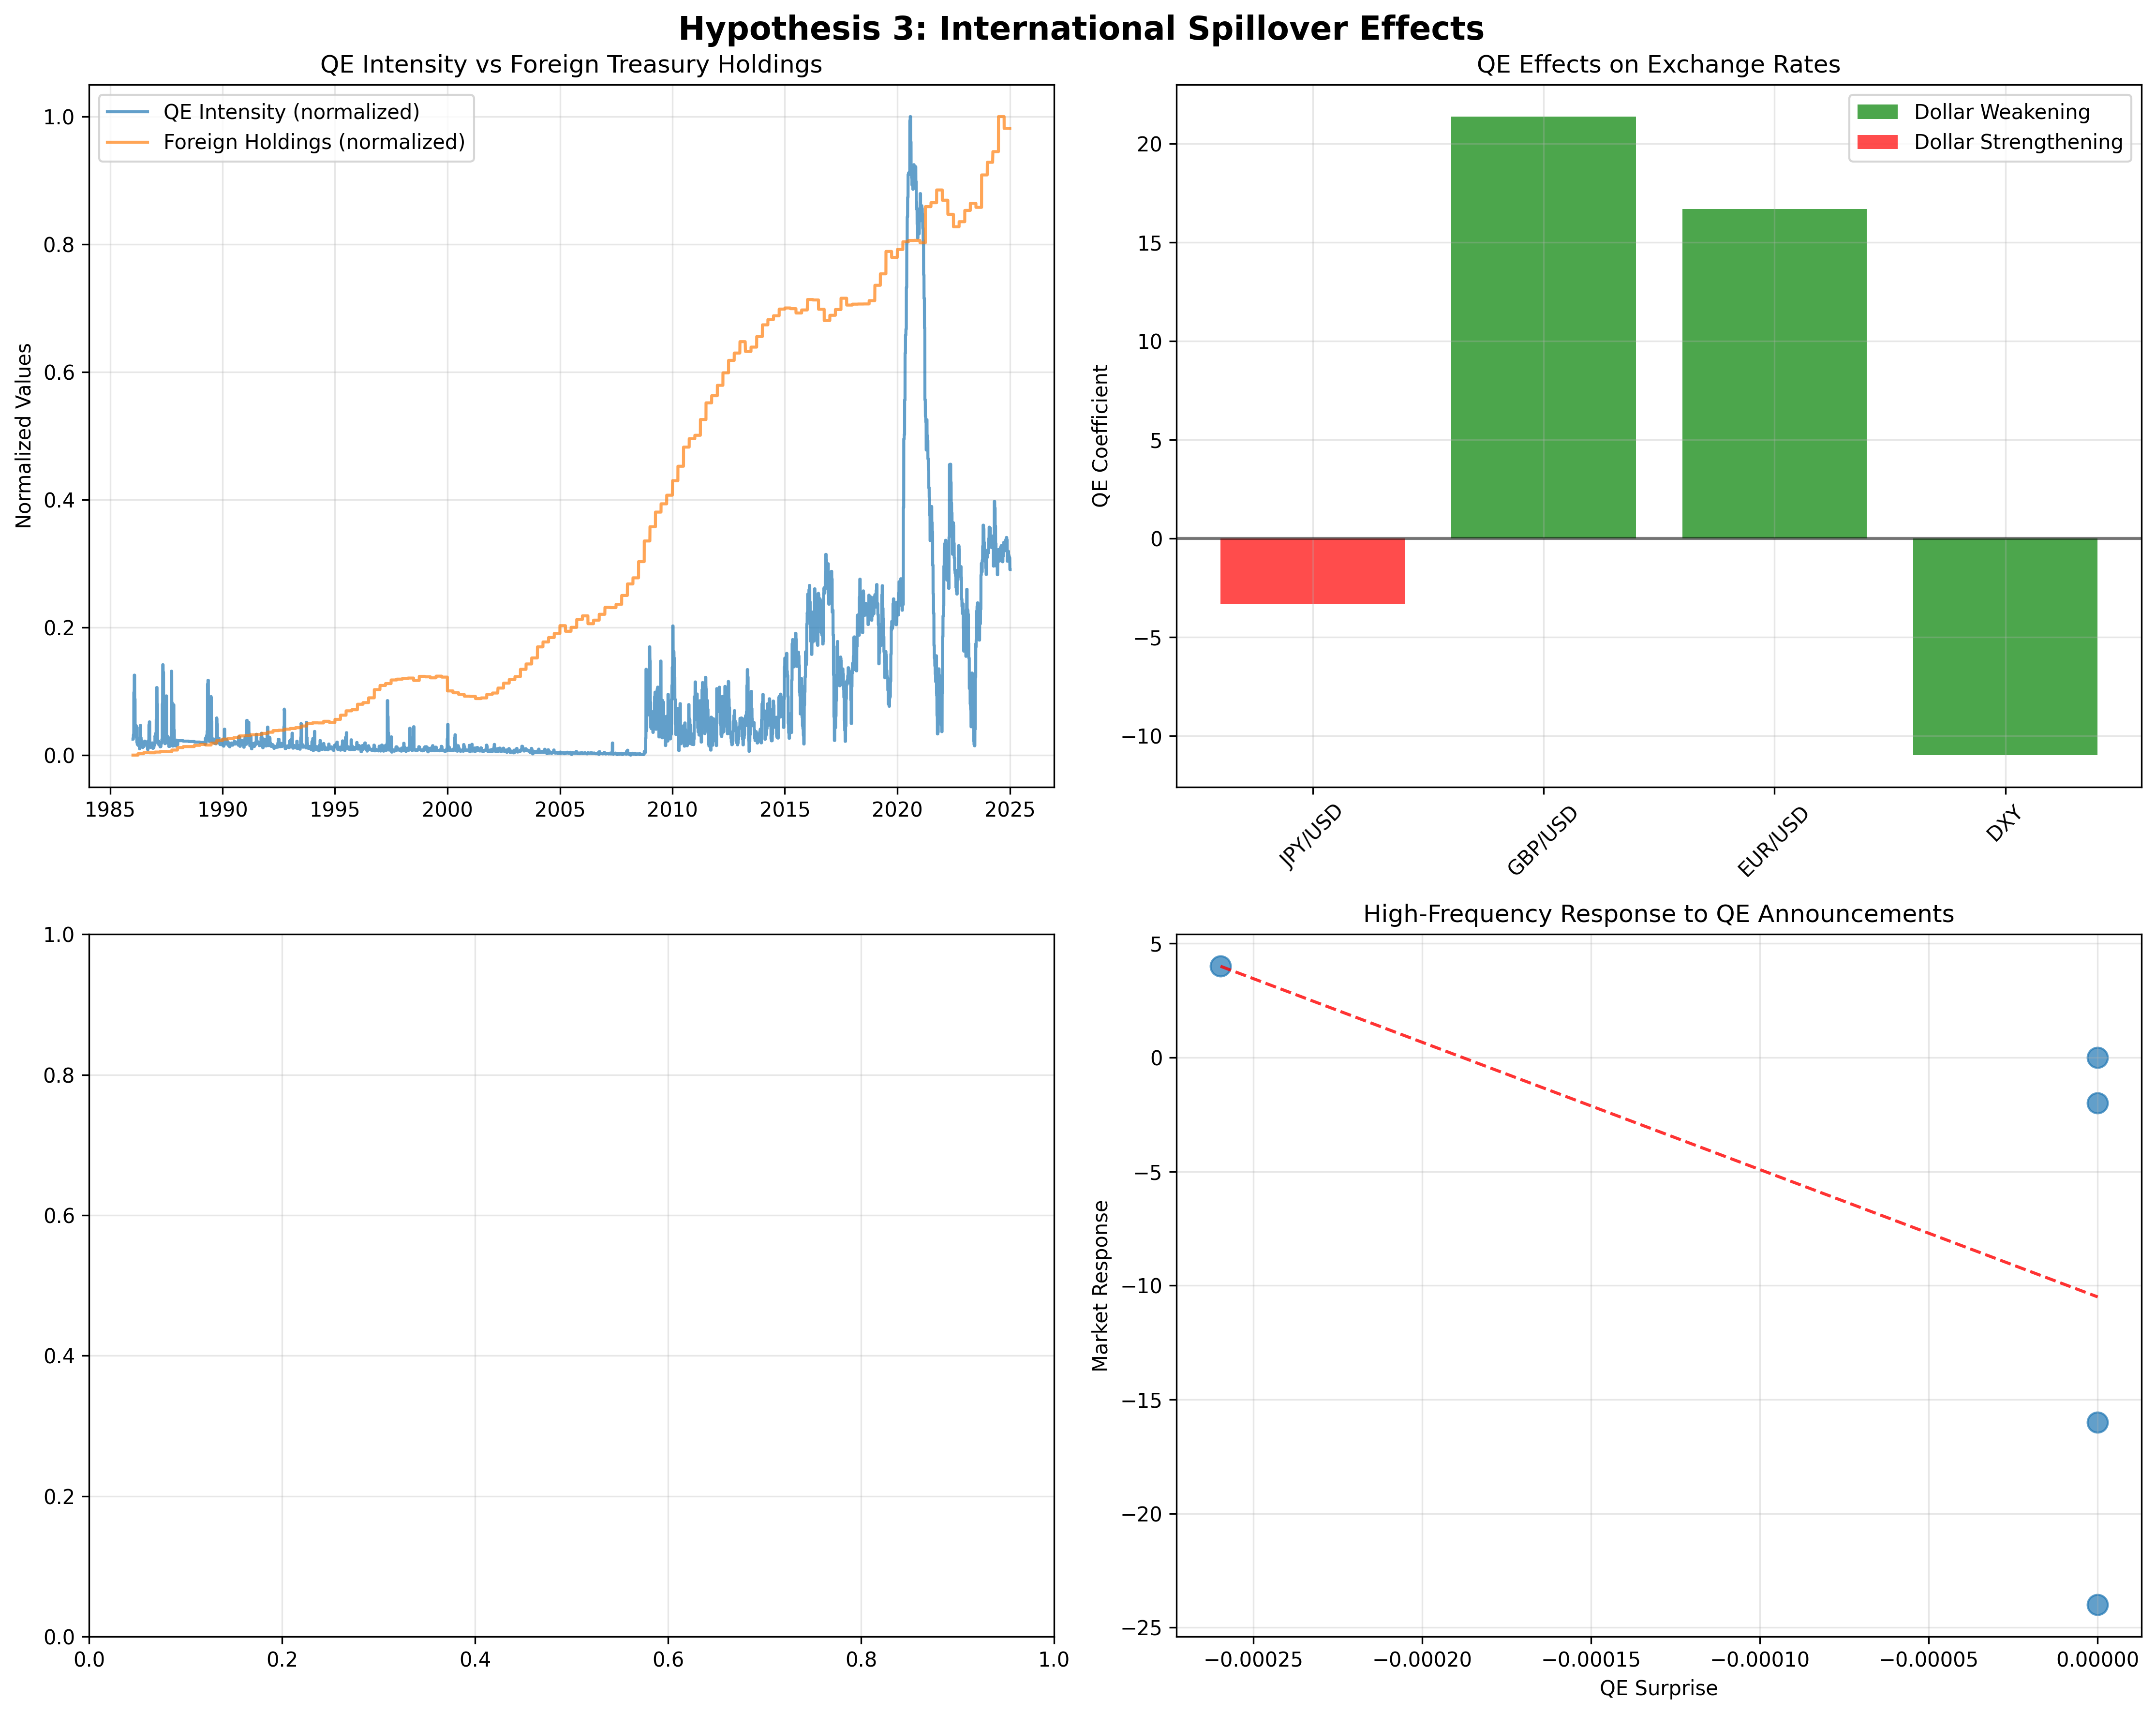 Hypothesis 3: International Spillover Effects
QE Intensity vs Foreign Treasury Holdings
QE Intensity (normalized)
Foreign Holdings (normalized)
Normalized Values
1.0
0.8
0.6
0.4
0.2
0.0
1985 1990 1995 2000 2005 2010 2015 2020 2025
QE Effects on Exchange Rates
Dollar Weakening
Dollar Strengthening
QE Coefficient
20
15
10
5
0
−5
−10
JPY/USD GBP/USD EUR/USD DXY
1.0
0.8
0.6
0.4
0.2
0.0
0.0 0.2 0.4 0.6 0.8 1.0
High-Frequency Response to QE Announcements
Market Response
5
0
−5
−10
−15
−20
−25
−0.00025 −0.00020 −0.00015 −0.00010 −0.00005 0.00000
QE Surprise